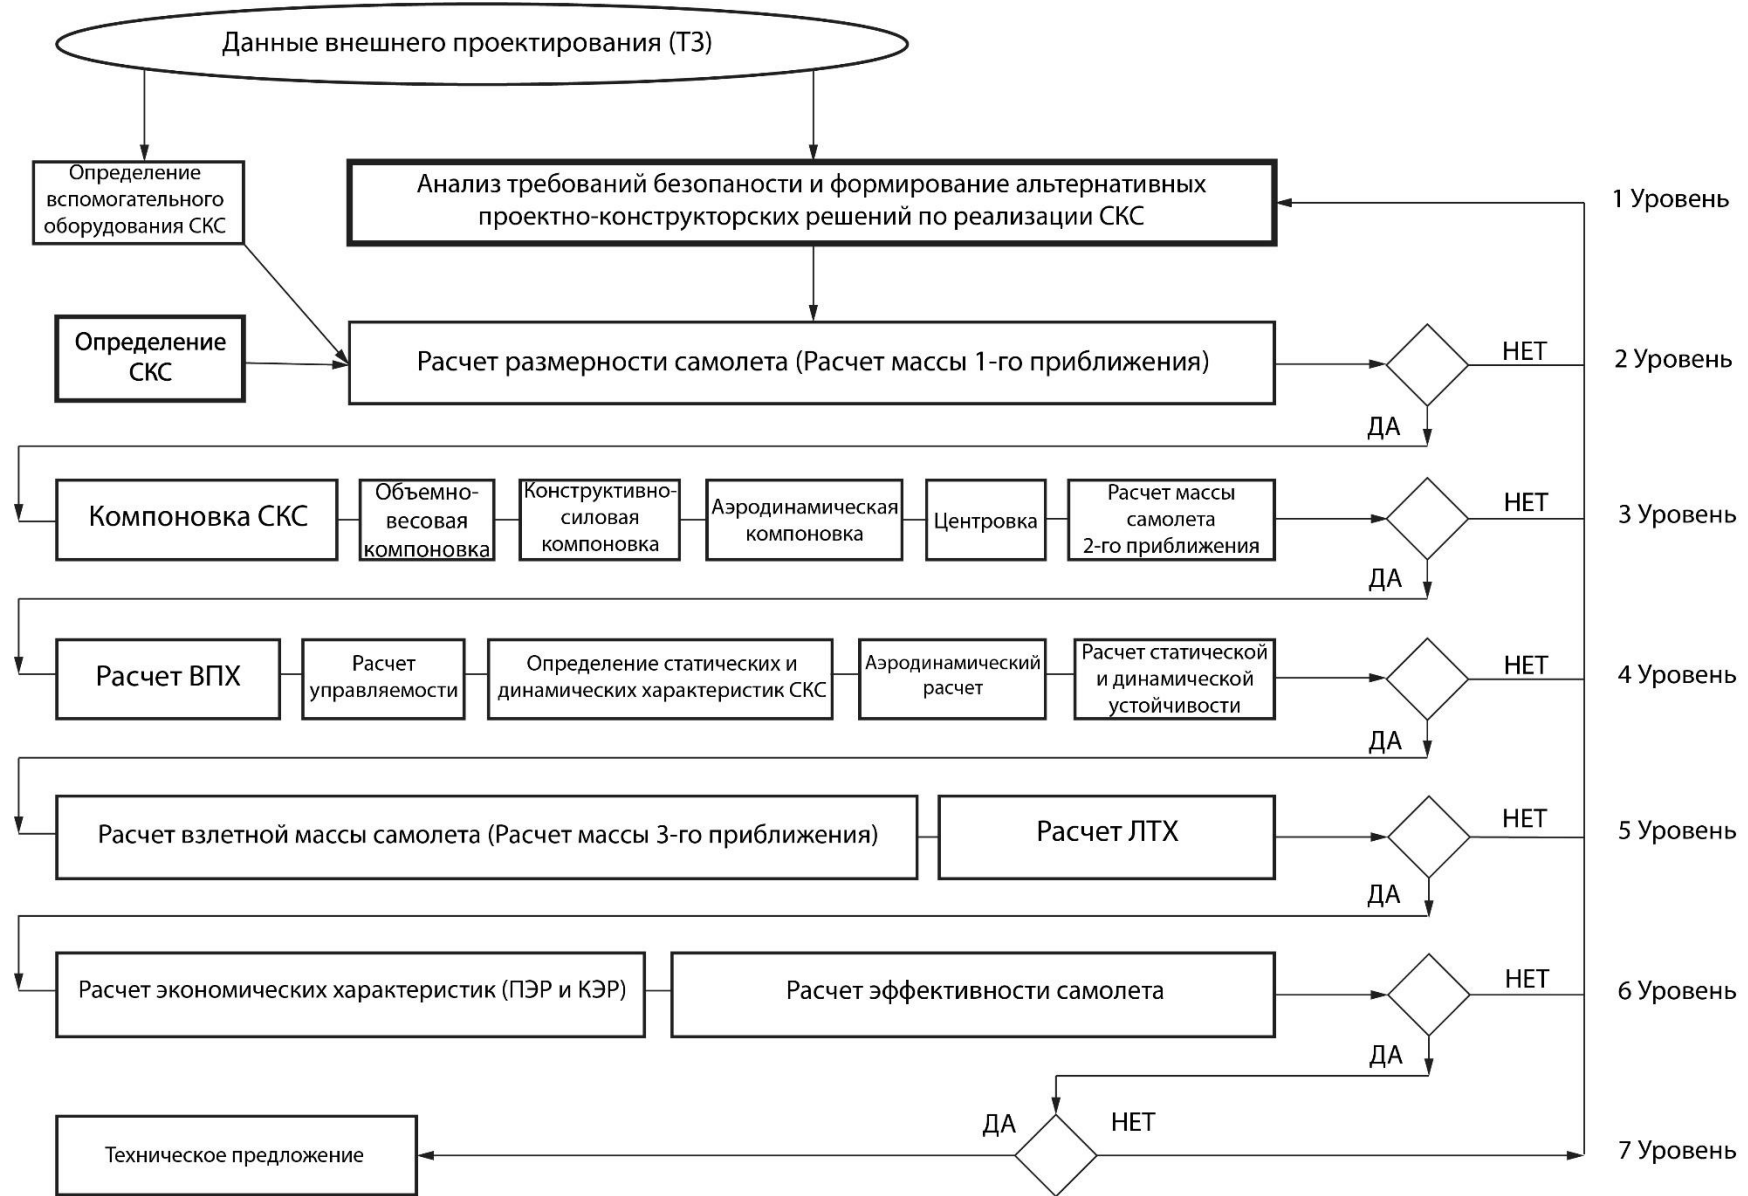 Данные внешнего проектирования (ТЗ)
Определение
вспомогательного
оборудования СКС
Анализ требований безопаности и формирование альтернативных
проектно-конструкторских решений по реализации СКС
1 Уровень
Определение
СКС
Расчет размерности самолета (Расчет массы 1-го приближения)
НЕТ
2 Уровень
ДА
Компоновка СКС
Объемно-
весовая
компоновка
Конструктивно-
силовая
компоновка
Аэродинамическая
компоновка
Центровка
Расчет массы
самолета
2-го приближения
НЕТ
3 Уровень
ДА
Расчет ВПХ
Расчет
управляемости
Определение статических и
динамических характеристик СКС
Аэродинамический
расчет
Расчет статической
и динамической
устойчивости
НЕТ
4 Уровень
ДА
Расчет взлетной массы самолета (Расчет массы 3-го приближения)
Расчет ЛТХ
НЕТ
5 Уровень
ДА
Расчет экономических характеристик (ПЭР и КЭР)
Расчет эффективности самолета
НЕТ
6 Уровень
ДА
Техническое предложение
ДА
НЕТ
7 Уровень